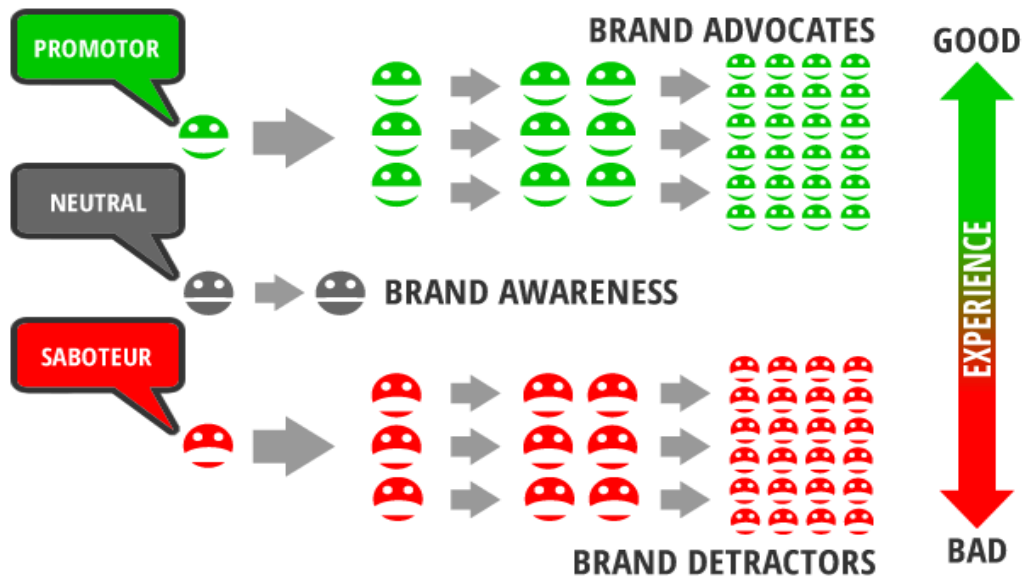 BRAND ADVOCATES
GOOD
PROMOTOR
NEUTRAL
BRAND AWARENESS
EXPERIENCE
SABOTEUR
BRAND DETRACTORS
BAD